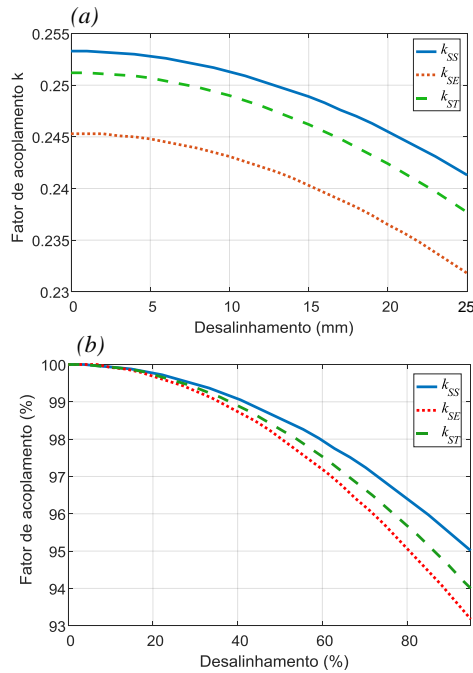 (a)
0.255
0.25
0.245
0.24
0.235
0.23
Fator de acoplamento k
k_SS
k_SE
k_ST
0
5
10
15
20
25
Desalinhamento (mm)
(b)
100
99
98
97
96
95
94
93
Fator de acoplamento (%)
k_SS
k_SE
k_ST
0
20
40
60
80
Desalinhamento (%)